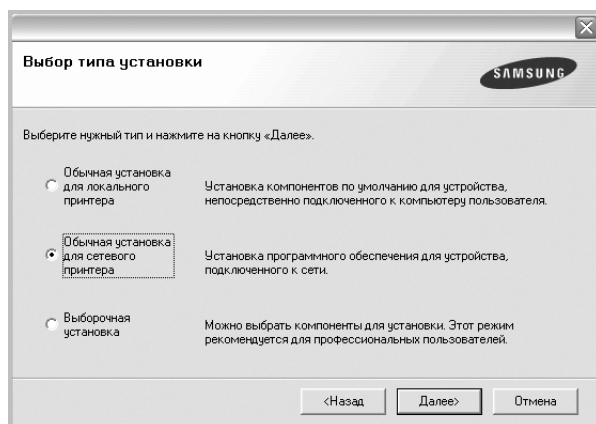 Выбор типа установки
SAMSUNG
Выберите нужный тип и нажмите на кнопку «Далее».
Обычная установка
для локального
принтера
Установка компонентов по умолчанию для устройства,
непосредственно подключенного к компьютеру пользователя.
Обычная установка
для сетевого
принтера
Установка программного обеспечения для устройства,
подключенного к сети.
Выборочная
установка
Можно выбрать компоненты для установки. Этот режим
рекомендуется для профессиональных пользователей.
<Назад
Далее>
Отмена